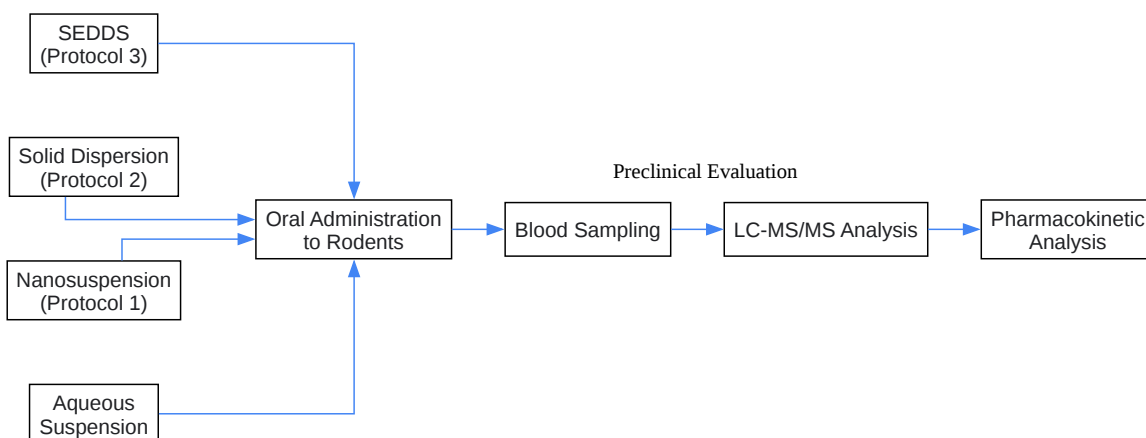 SEDDS
(Protocol 3)
Solid Dispersion
(Protocol 2)
Nanosuspension
(Protocol 1)
Aqueous
Suspension
Oral Administration
to Rodents
Preclinical Evaluation
Blood Sampling
LC-MS/MS Analysis
Pharmacokinetic
Analysis